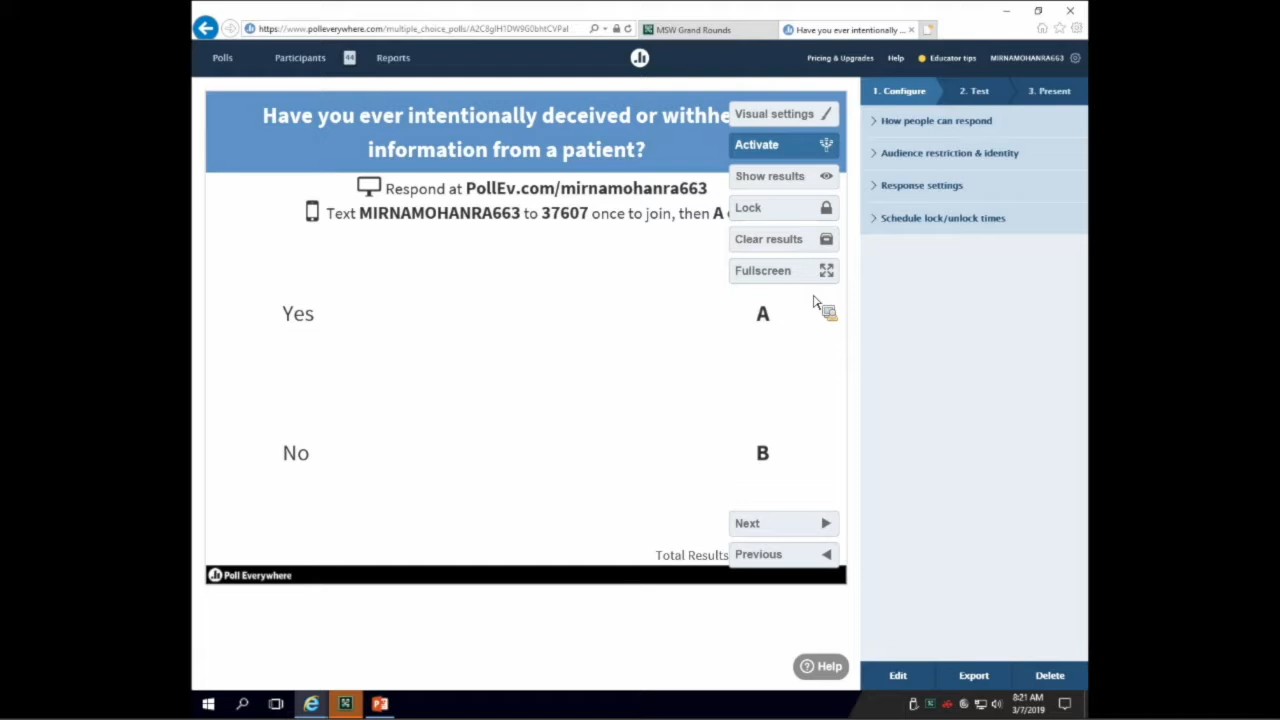 https://www.polleverywhere.com/multiple_choice_polls/A2C8glH1DW9G0bhtCVPal
MSW Grand Rounds
Have you ever intentionally ...
Polls
Participants
44
Reports
Pricing & Upgrades
Help
Educator tips
MIRNAMOHANRA663
Have you ever intentionally deceived or withhe
information from a patient?
Respond at PollEv.com/mirnamohanra663
Text MIRNAMOHANRA663 to 37607 once to join, then A
Visual settings
Activate
Show results
Lock
Clear results
Fullscreen
Yes
A
No
B
Next
Total Results
Previous
Poll Everywhere
Help
1. Configure
2. Test
3. Present
How people can respond
Audience restriction & identity
Response settings
Schedule lock/unlock times
Edit
Export
Delete
8:21 AM
3/7/2019